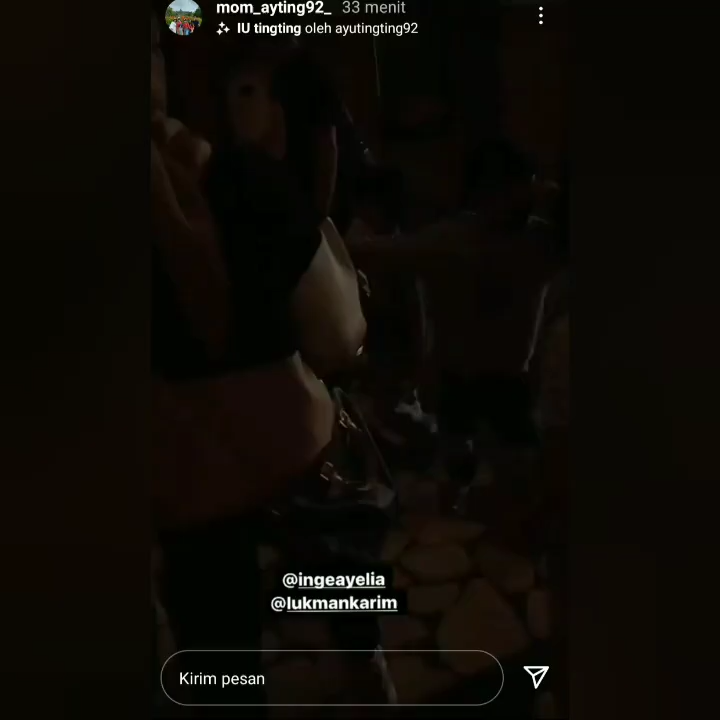 mom_ayting92_ 33 menit
IU tingting oleh ayutingting92
@ingeayelia
@lukmankarim
Kirim pesan